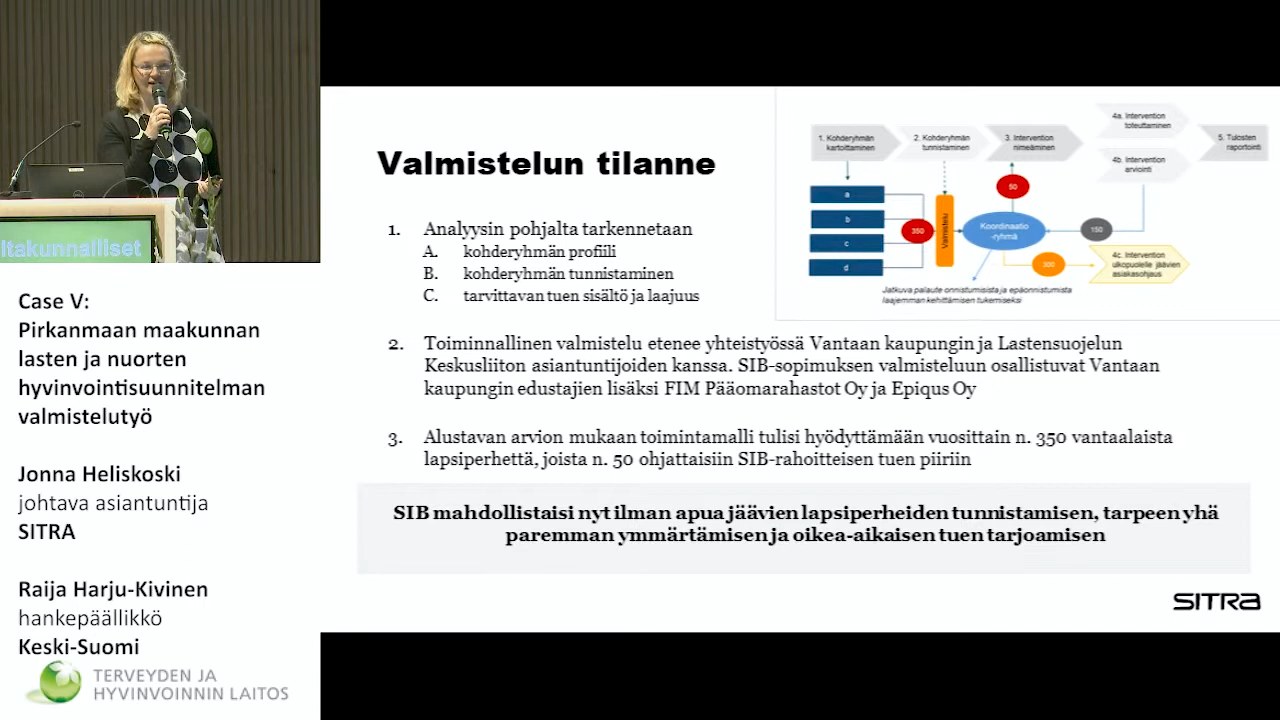 ltakunnalliset
Case V:
Pirkanmaan maakunnan
lasten ja nuorten
hyvinvointisuunnitelman
valmistelutyö
Jonna Heliskoski
johtava asiantuntija
SITRA
Raija Harju-Kivinen
hankepäällikkö
Keski-Suomi
TERVEYDEN JA
HYVINVOINNIN LAITOS
Valmistelun tilanne
1. Analyysin pohjalta tarkennetaan
A. kohderyhmän profiili
B. kohderyhmän tunnistaminen
C. tarvittavan tuen sisältö ja laajuus
2. Toiminnallinen valmistelu etenee yhteistyössä Vantaan kaupungin ja Lastensuojelun
Keskusliiton asiantuntijoiden kanssa. SIB-sopimuksen valmisteluun osallistuvat Vantaan
kaupungin edustajien lisäksi FIM Pääomarahastot Oy ja Epiqus Oy
3. Alustavan arvion mukaan toimintamalli tulisi hyödyttämään vuosittain n. 350 vantaalaista
lapsiperhettä, joista n. 50 ohjattaisiin SIB-rahoitteisen tuen piiriin
SIB mahdollistaisi nyt ilman apua jäävien lapsiperheiden tunnistamisen, tarpeen yhä
paremman ymmärtämisen ja oikea-aikaisen tuen tarjoamisen
1. Kohderyhmän
kartoittaminen
2. Kohderyhmän
tunnistaminen
3. Intervention
nimeäminen
4a. Intervention
toteuttaminen
4b. Intervention
arviointi
5. Tulosten
raportointi
a
b
c
d
350
Valmistelu
50
Koordinaatio
-ryhmä
150
300
4c. Intervention
ulkopuolelle jäävien
asiakasohjaus
Jatkuva palaute onnistumisista ja epäonnistumista
laajemman kehittämisen tukemiseksi
SITRA